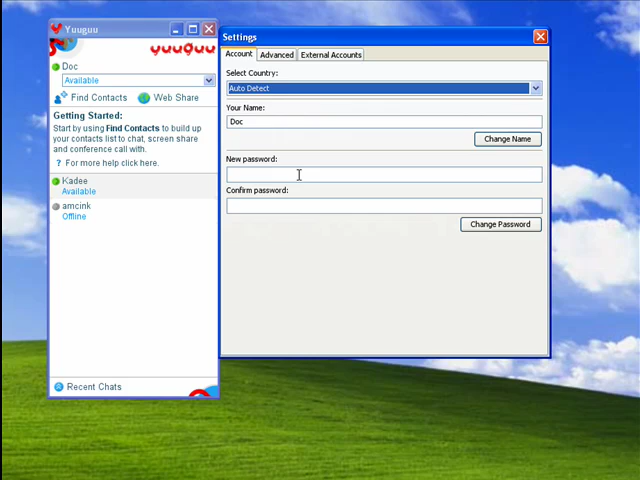 Yuuguu
yuuguu
Doc
Available
Find Contacts
Web Share
Getting Started:
Start by using Find Contacts to build up
your contacts list to chat, screen share
and conference call with.
? For more help click here.
Kadee
Available
amcink
Offline
Recent Chats
Settings
Account
Advanced
External Accounts
Select Country:
Auto Detect
Your Name:
Doc
Change Name
New password:
Confirm password:
Change Password